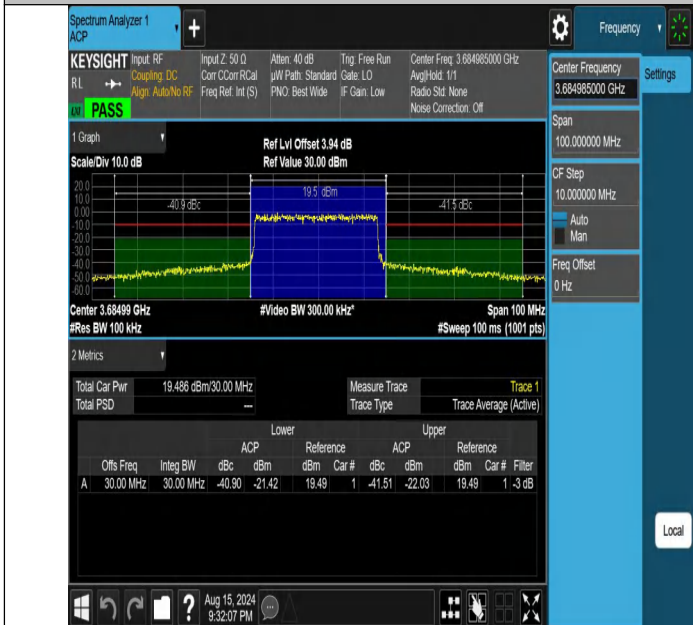 Spectrum Analyzer 1
ACP
+
Frequency
KEYSIGHT Input: RF Input Z: 50 Ω Atten: 40 dB Trig: Free Run Center Freq: 3.684985000 GHz
RL Coupling: DC Corr CCorr RCal µW Path: Standard Gate: LO Avg|Hold: 1/1
Align: Auto/No RF Freq Ref: Int (S) PNO: Best Wide IF Gain: Low Radio Std: None
PASS Noise Correction: Off
Center Frequency
3.684985000 GHz
Settings
Span
100.000000 MHz
CF Step
10.000000 MHz
Auto
Man
Freq Offset
0 Hz
Local
1 Graph
Ref Lvl Offset 3.94 dB
Scale/Div 10.0 dB Ref Value 30.00 dBm
20.0
10.0
0.00
-10.0
-20.0
-30.0
-40.0
-50.0
-60.0
-40.9 dBc 19.5 dBm -41.5 dBc
Center 3.68499 GHz #Video BW 300.00 kHz* Span 100 MHz
#Res BW 100 kHz #Sweep 100 ms (1001 pts)
2 Metrics
Total Car Pwr 19.486 dBm/30.00 MHz Measure Trace Trace 1
Total PSD --- Trace Type Trace Average (Active)
Lower Upper
ACP Reference ACP Reference
Offs Freq Integ BW dBc dBm dBm Car # dBc dBm dBm Car # Filter
A 30.00 MHz 30.00 MHz -40.90 -21.42 19.49 1 -41.51 -22.03 19.49 1 -3 dB
? Aug 15, 2024
9:32:07 PM